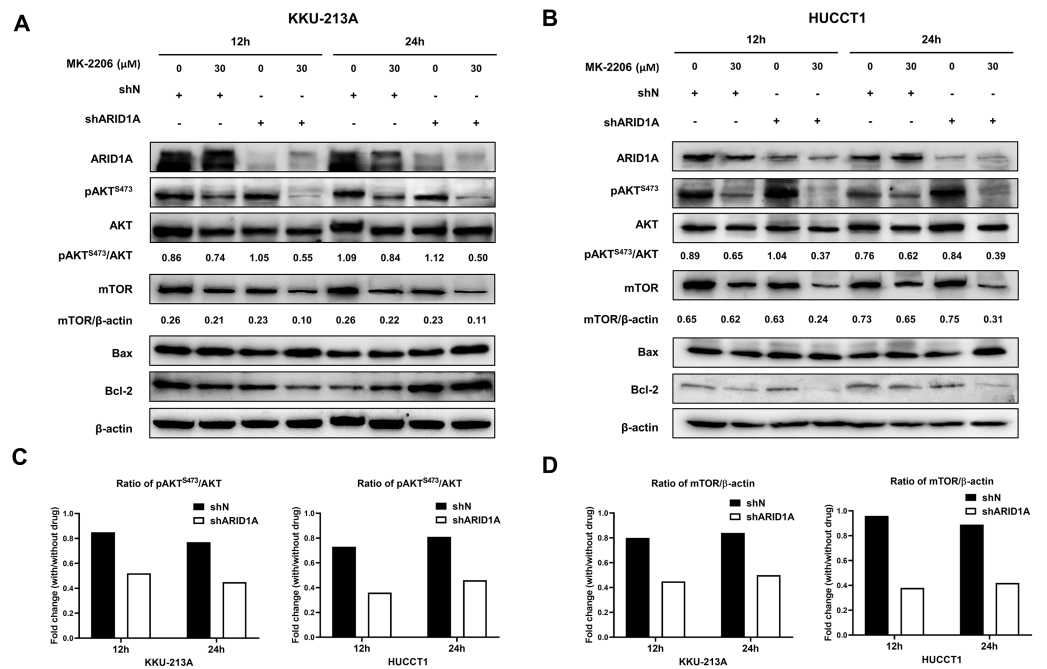 A
KKU-213A
12h 24h
MK-2206 (μM) 0 30 0 30 0 30 0 30
shN + + - - + + - -
shARID1A - - + + - - + +
ARID1A
pAKTS473
AKT
pAKTS473/AKT 0.86 0.74 1.05 0.55 1.09 0.84 1.12 0.50
mTOR
mTOR/β-actin 0.26 0.21 0.23 0.10 0.26 0.22 0.23 0.11
Bax
Bcl-2
β-actin
B
HUCCT1
12h 24h
MK-2206 (μM) 0 30 0 30 0 30 0 30
shN + + - - + + - -
shARID1A - - + + - - + +
ARID1A
pAKTS473
AKT
pAKTS473/AKT 0.89 0.65 1.04 0.37 0.76 0.62 0.84 0.39
mTOR
mTOR/β-actin 0.65 0.62 0.63 0.24 0.73 0.65 0.75 0.31
Bax
Bcl-2
β-actin
C
Ratio of pAKTS473/AKT
shN
shARID1A
Fold change (with/without drug)
1.0
0.8
0.6
0.4
0.2
0.0
12h 24h
KKU-213A
Ratio of pAKTS473/AKT
shN
shARID1A
Fold change (with/without drug)
1.0
0.8
0.6
0.4
0.2
0.0
12h 24h
HUCCT1
D
Ratio of mTOR/β-actin
shN
shARID1A
Fold change (with/without drug)
1.0
0.8
0.6
0.4
0.2
0.0
12h 24h
KKU-213A
Ratio of mTOR/β-actin
shN
shARID1A
Fold change (with/without drug)
1.0
0.8
0.6
0.4
0.2
0.0
12h 24h
HUCCT1